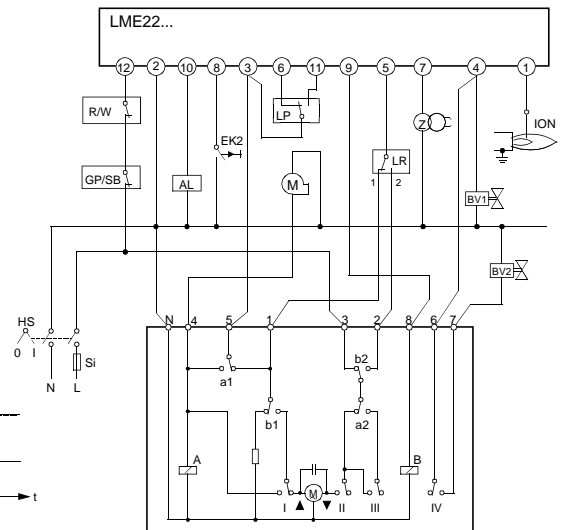 LME22...
12 2 10 8 3 6 11 9 5 7 4 1
R/W
LP
ION
EK2
Z
LR
GP/SB
AL
M
1 2
BV1
BV2
HS
N 4 5 1 3 2 8 6 7
0 I
Si
b2
a1
N L
b1
a2
A
B
t
M
I II III IV